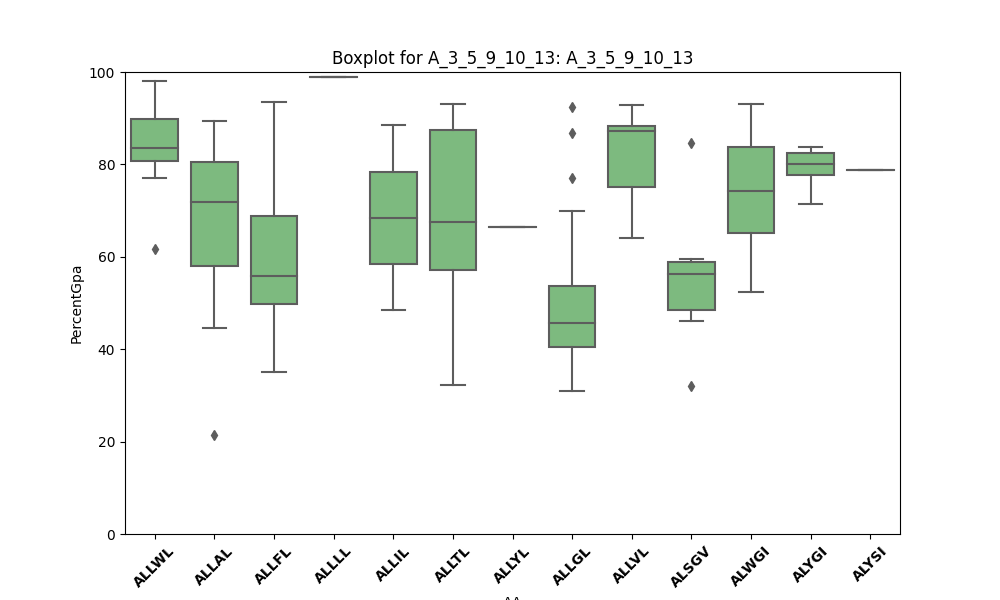 Boxplot for A_3_5_9_10_13: A_3_5_9_10_13
100
80
60
40
20
0
PercentGpa
ALLWL ALLAL ALLFL ALLLL ALLIL ALLTL ALLYL ALLGL ALLVL ALSGV ALWGI ALYGI ALYSI
AA